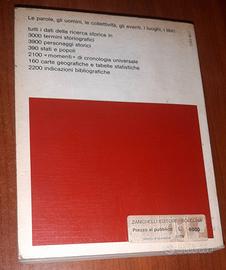 Le parole, gli uomini, le collettività, gli eventi, i luoghi, i libri:
tutti i dati della ricerca storica in
3000 termini storiografici
3900 personaggi storici
390 stati e popoli
2100 «momenti» di cronologia universale
160 carte geografiche e tabelle statistiche
2200 indicazioni bibliografiche
ZANICHELLI EDITORE BOLOGNA
Prezzo al pubblico
Subito